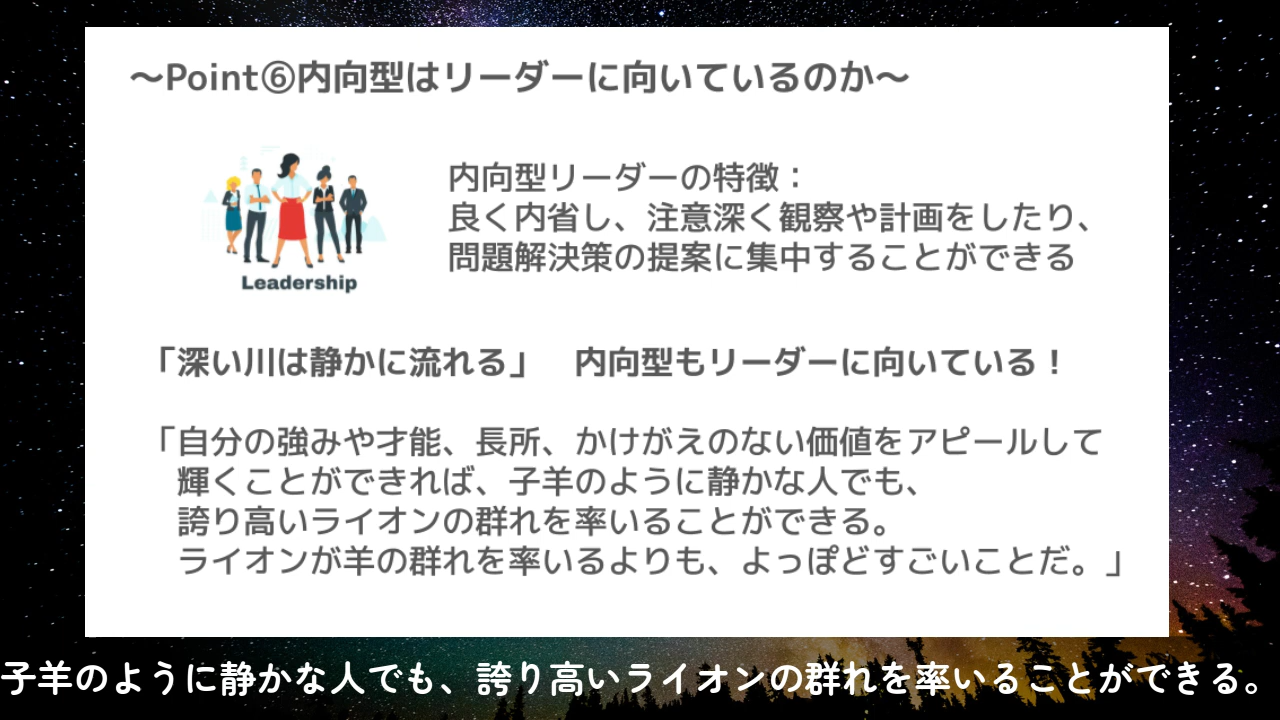 ～Point⑥内向型はリーダーに向いているのか～
Leadership
内向型リーダーの特徴：
良く内省し、注意深く観察や計画をしたり、
問題解決策の提案に集中することができる
「深い川は静かに流れる」　内向型もリーダーに向いている！
「自分の強みや才能、長所、かけがえのない価値をアピールして
輝くことができれば、子羊のように静かな人でも、
誇り高いライオンの群れを率いることができる。
ライオンが羊の群れを率いるよりも、よっぽどすごいことだ。」
子羊のように静かな人でも、誇り高いライオンの群れを率いることができる。